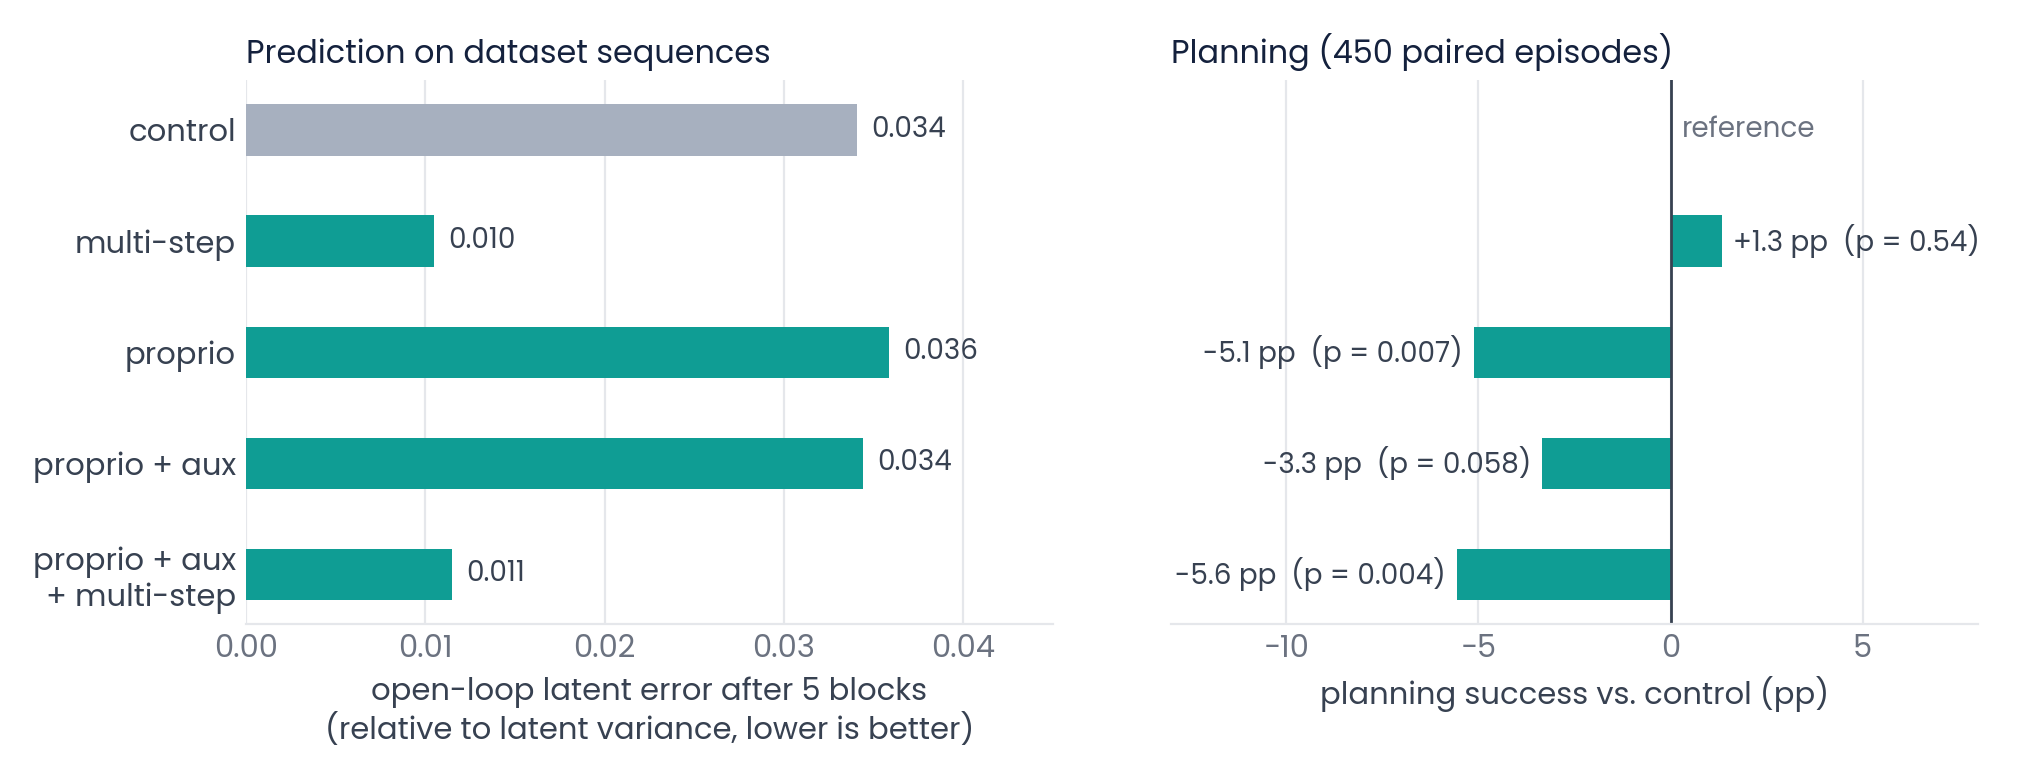 Prediction on dataset sequences
control
0.034
multi-step
0.010
proprio
0.036
proprio + aux
0.034
proprio + aux
+ multi-step
0.011
0.00 0.01 0.02 0.03 0.04
open-loop latent error after 5 blocks
(relative to latent variance, lower is better)
Planning (450 paired episodes)
reference
+1.3 pp (p = 0.54)
−5.1 pp (p = 0.007)
−3.3 pp (p = 0.058)
−5.6 pp (p = 0.004)
−10 −5 0 5
planning success vs. control (pp)